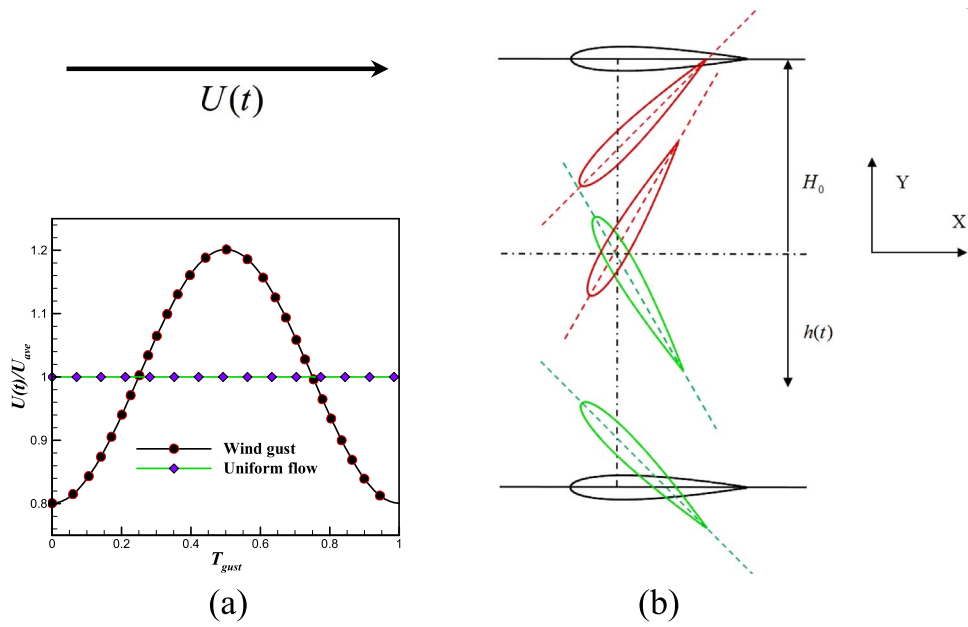 U(t)
H₀
Y
X
h(t)
U(t)/U_ave
1.2
1.1
1
0.9
0.8
Wind gust
Uniform flow
0
0.2
0.4
0.6
0.8
1
T_gust
(a)
(b)